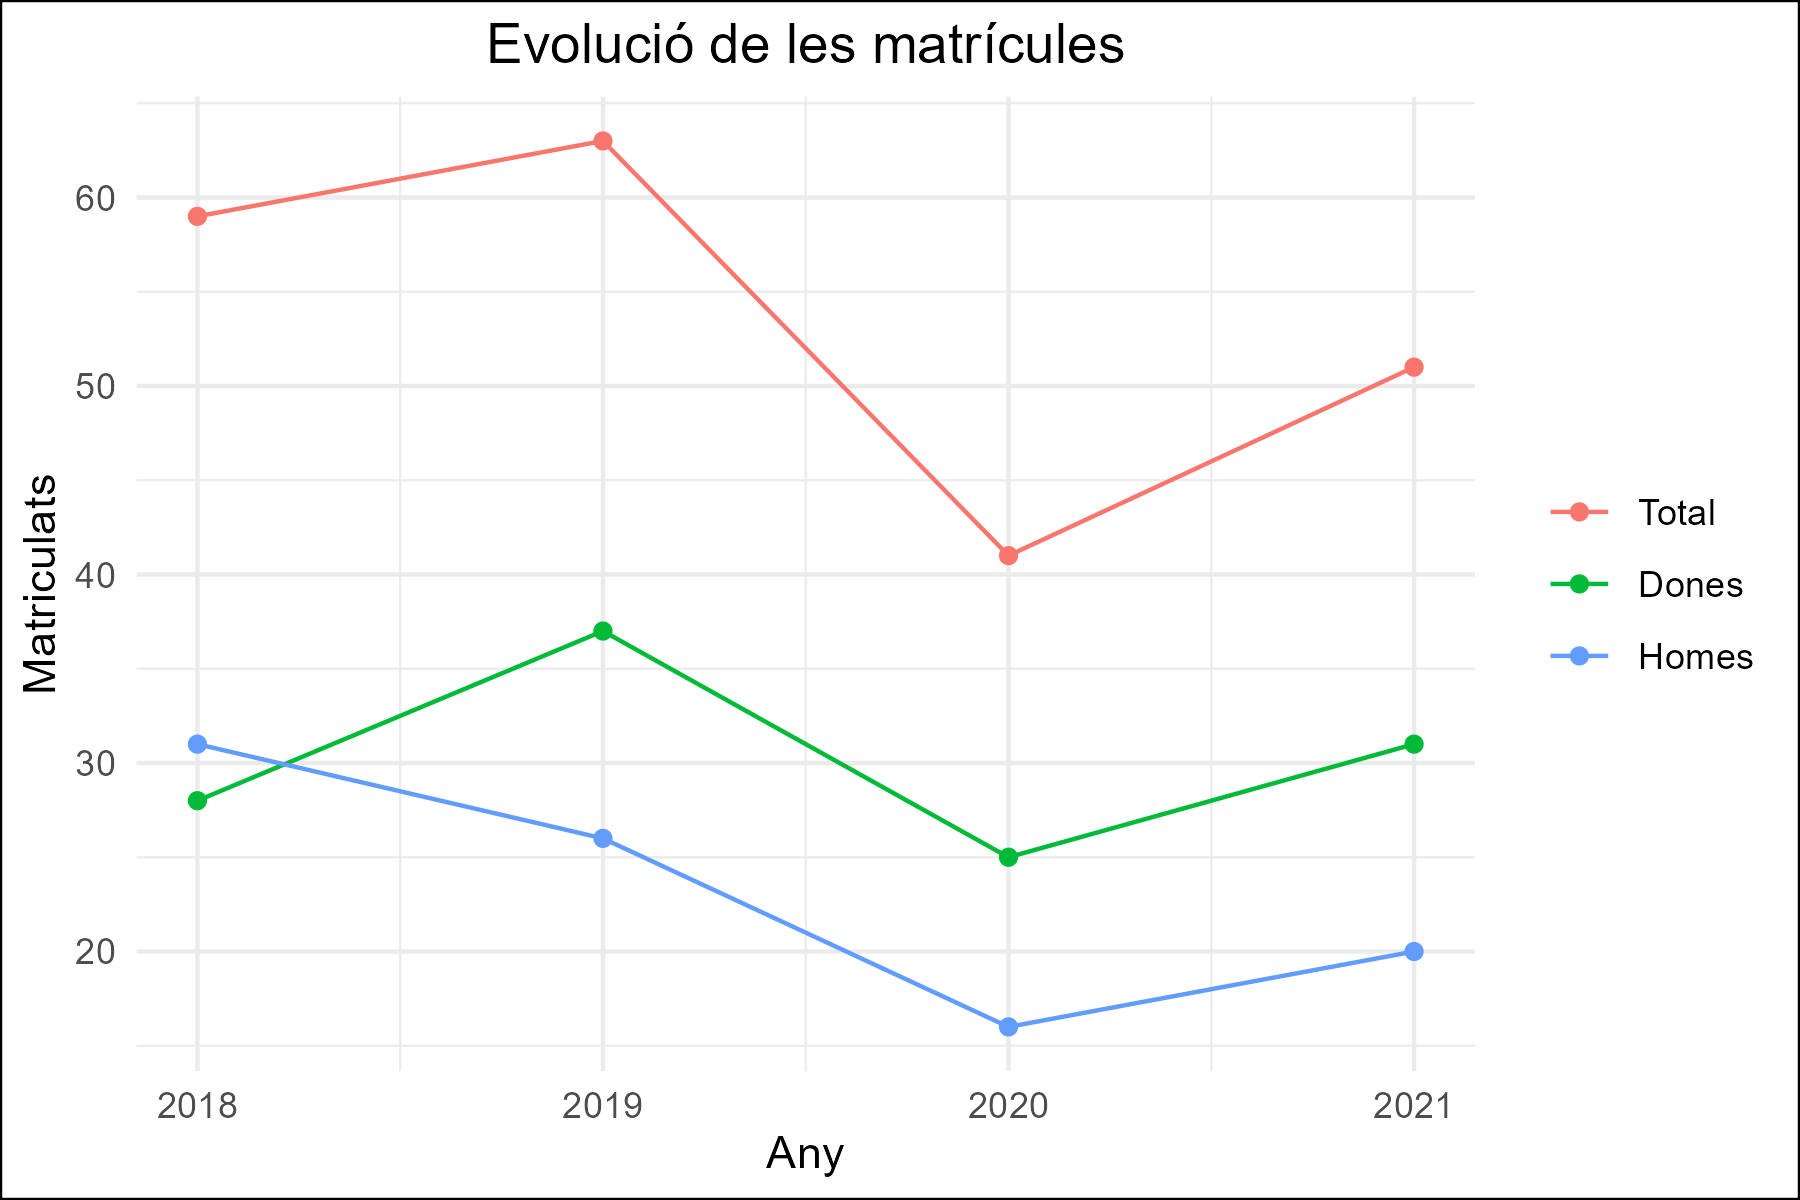 Evolució de les matrícules
60
50
40
30
20
Matriculats
2018 2019 2020 2021
Any
Total
Dones
Homes